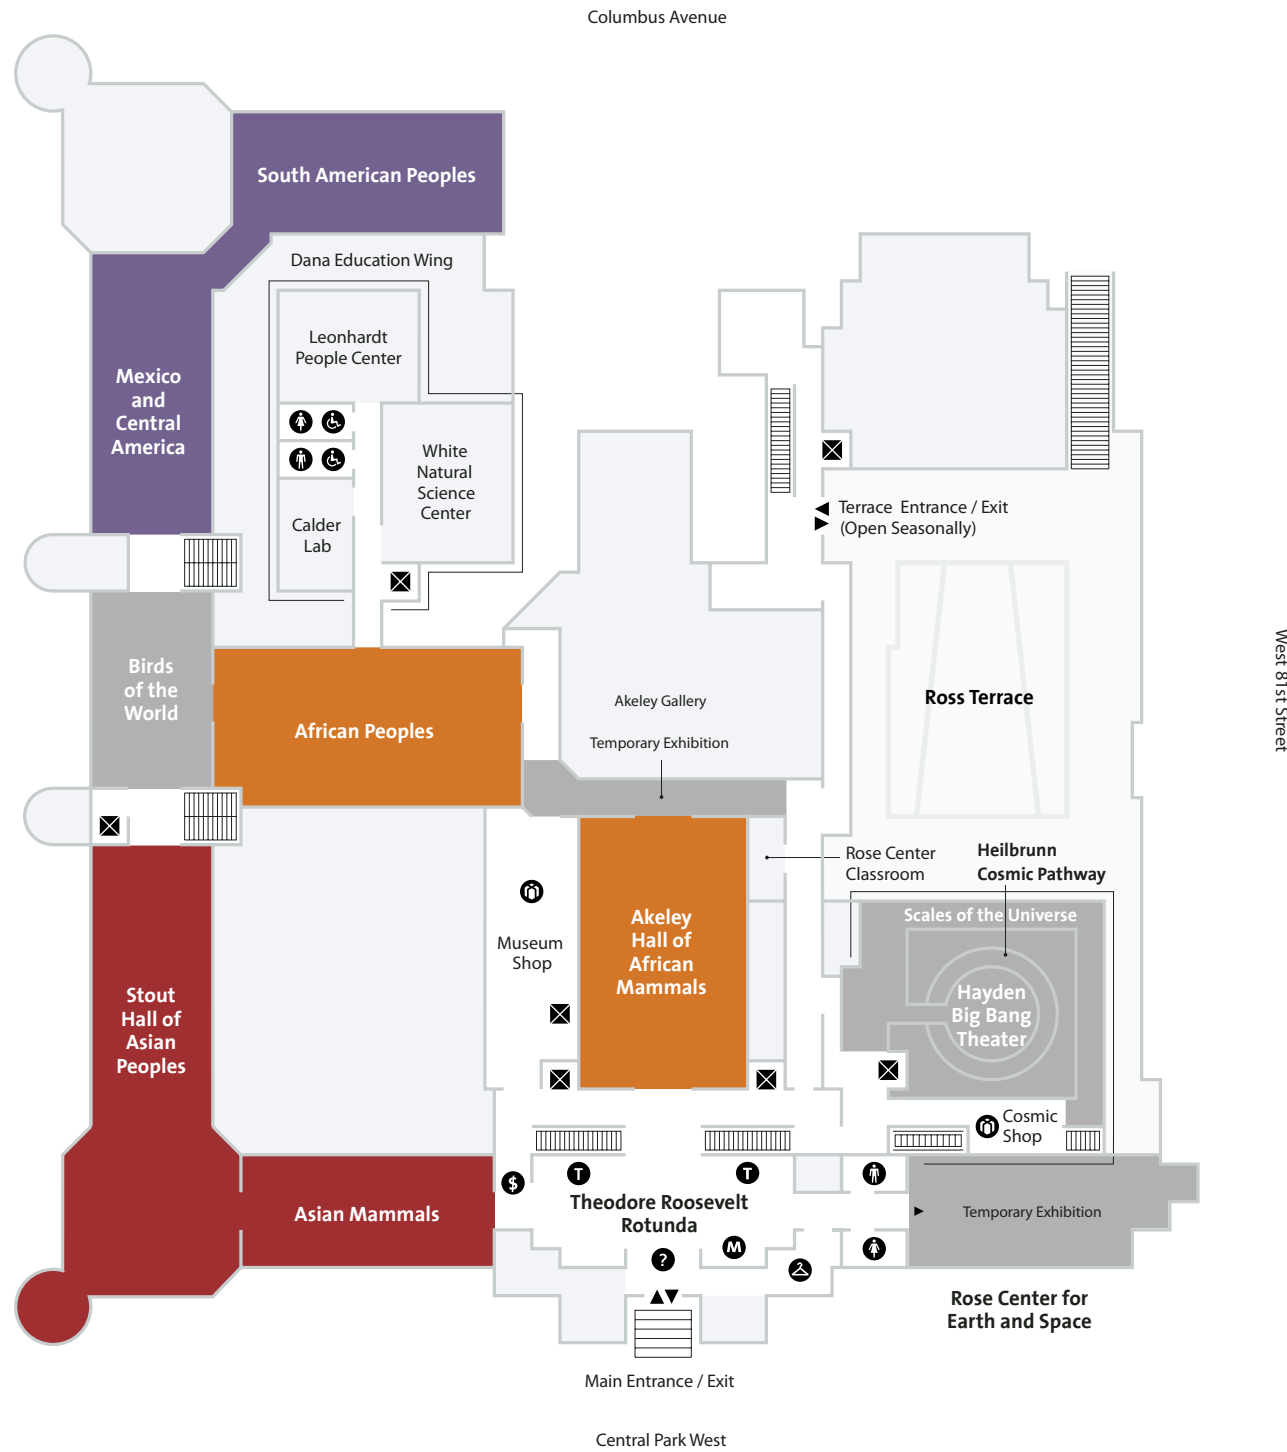 Columbus Avenue
South American Peoples
Dana Education Wing
Leonhardt
People Center
Mexico
and
Central
America
White
Natural
Science
Center
Calder
Lab
Terrace Entrance / Exit
(Open Seasonally)
West 81st Street
Birds
of the
World
African Peoples
Akeley Gallery
Temporary Exhibition
Ross Terrace
Rose Center
Classroom
Heilbrunn
Cosmic Pathway
Scales of the Universe
Akeley
Hall of
African
Mammals
Museum
Shop
Hayden
Big Bang
Theater
Stout
Hall of
Asian
Peoples
Cosmic
Shop
$
T
T
Theodore Roosevelt
Rotunda
Asian Mammals
Temporary Exhibition
M
?
Rose Center for
Earth and Space
Main Entrance / Exit
Central Park West